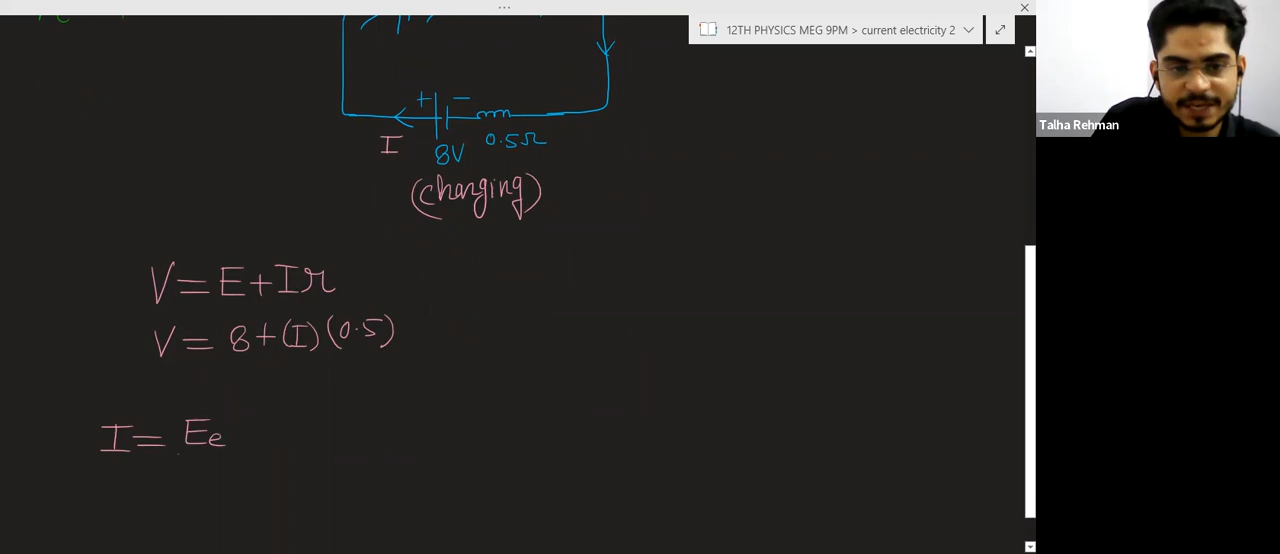 12TH PHYSICS MEG 9PM > current electricity 2
Talha Rehman
+ −
I
8V
0.5Ω
(charging)
V = E + Ir
V = 8 + (I) (0.5)
I = Ee